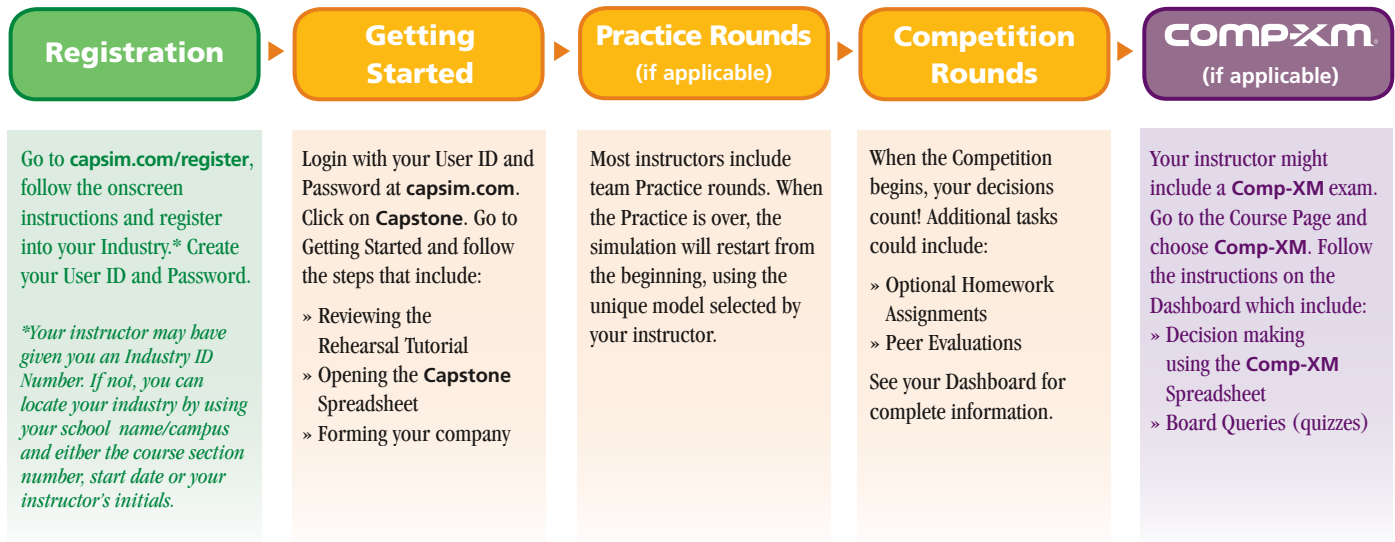 Registration
Getting
Started
Practice Rounds
(if applicable)
Competition
Rounds
COMP-XM®
(if applicable)
Go to capsim.com/register,
follow the onscreen
instructions and register
into your Industry.* Create
your User ID and Password.
*Your instructor may have
given you an Industry ID
Number. If not, you can
locate your industry by using
your school name/campus
and either the course section
number, start date or your
instructor's initials.
Login with your User ID and
Password at capsim.com.
Click on Capstone. Go to
Getting Started and follow
the steps that include:
» Reviewing the
Rehearsal Tutorial
» Opening the Capstone
Spreadsheet
» Forming your company
Most instructors include
team Practice rounds. When
the Practice is over, the
simulation will restart from
the beginning, using the
unique model selected by
your instructor.
When the Competition
begins, your decisions
count! Additional tasks
could include:
» Optional Homework
Assignments
» Peer Evaluations
See your Dashboard for
complete information.
Your instructor might
include a Comp-XM exam.
Go to the Course Page and
choose Comp-XM. Follow
the instructions on the
Dashboard which include:
» Decision making
using the Comp-XM
Spreadsheet
» Board Queries (quizzes)